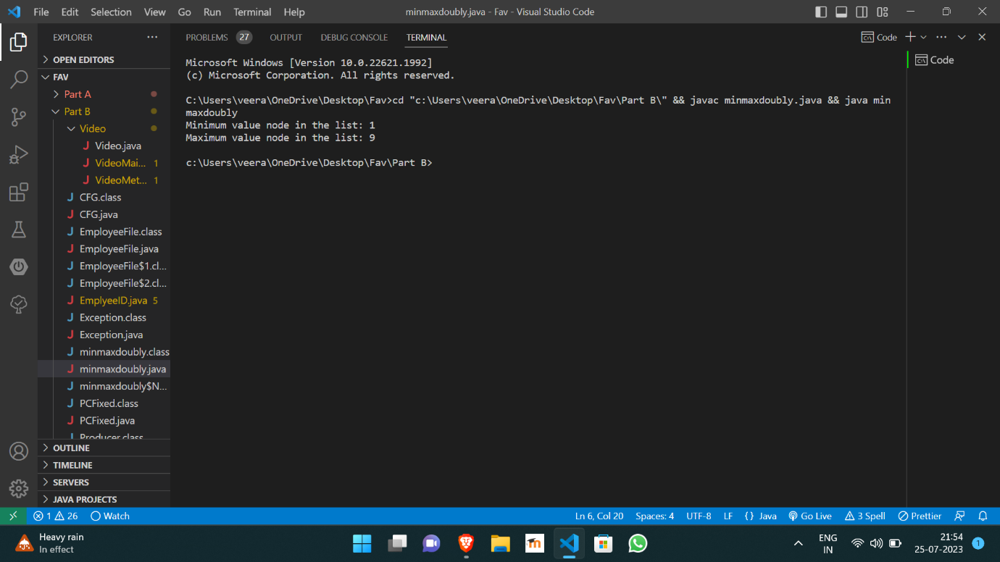 File Edit Selection View Go Run Terminal Help
minmaxdoubly.java - Fav - Visual Studio Code
EXPLORER
OPEN EDITORS
FAV
Part A
Part B
Video
Video.java
VideoMai... 1
VideoMet... 1
CFG.class
CFG.java
EmployeeFile.class
EmployeeFile.java
EmployeeFile$1.cl...
EmployeeFile$2.cl...
EmplyeeID.java 5
Exception.class
Exception.java
minmaxdoubly.class
minmaxdoubly.java
minmaxdoubly$N...
PCFixed.class
PCFixed.java
Producer.class
OUTLINE
TIMELINE
SERVERS
JAVA PROJECTS
PROBLEMS 27 OUTPUT DEBUG CONSOLE TERMINAL
Code
Code
Microsoft Windows [Version 10.0.22621.1992]
(c) Microsoft Corporation. All rights reserved.
C:\Users\veera\OneDrive\Desktop\Fav>cd "c:\Users\veera\OneDrive\Desktop\Fav\Part B\" && javac minmaxdoubly.java && java min
maxdoubly
Minimum value node in the list: 1
Maximum value node in the list: 9
c:\Users\veera\OneDrive\Desktop\Fav\Part B>
1 26 Watch
Ln 6, Col 20 Spaces: 4 UTF-8 LF {} Java Go Live 3 Spell Prettier
Heavy rain
In effect
ENG
IN
21:54
25-07-2023
1